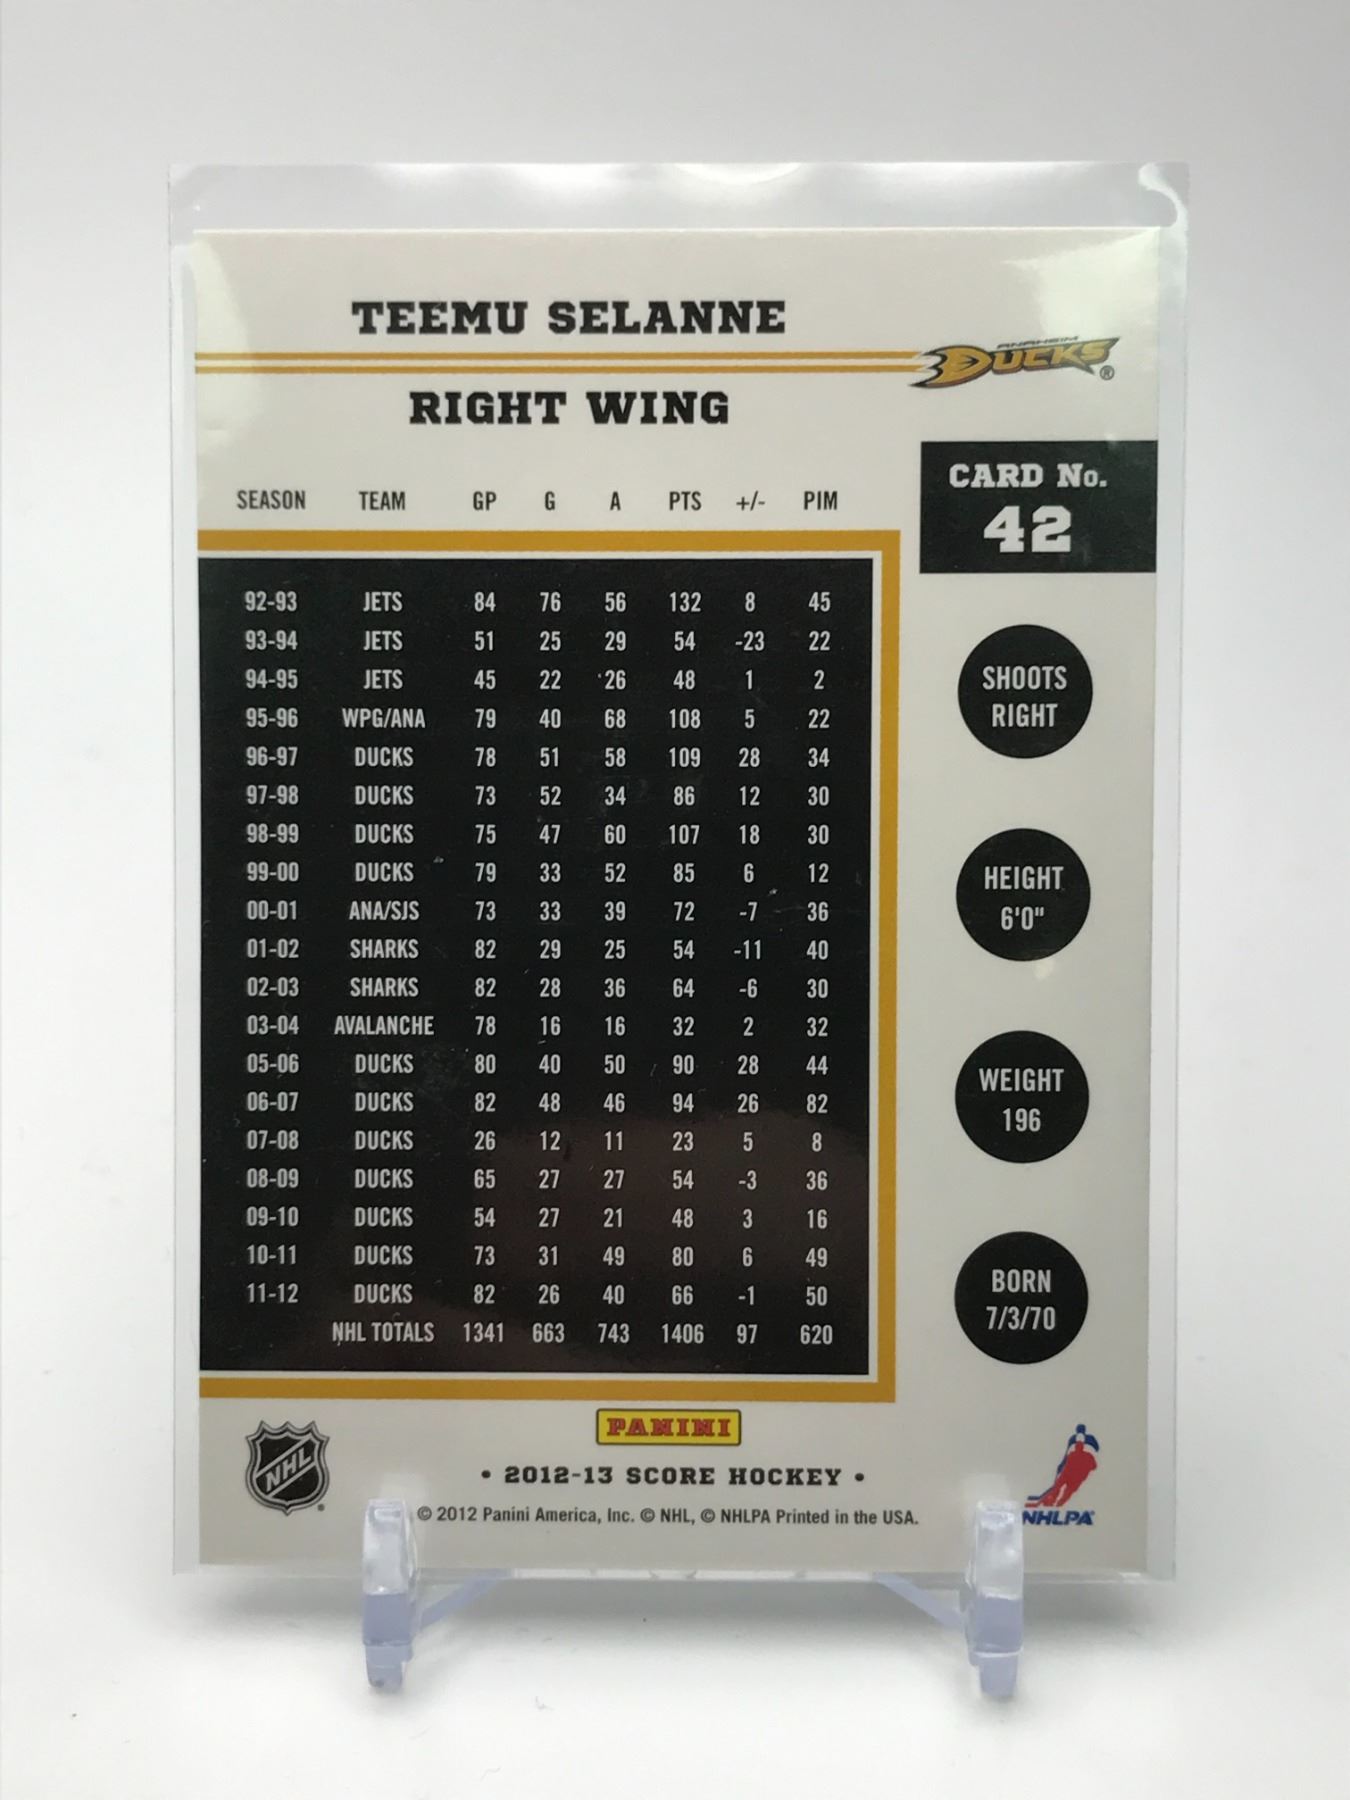 TEEMU SELANNE
ANAHEIM DUCKS ®
RIGHT WING
CARD No.
42
SEASON TEAM GP G A PTS +/- PIM
92-93 JETS 84 76 56 132 8 45
93-94 JETS 51 25 29 54 -23 22
94-95 JETS 45 22 26 48 1 2
95-96 WPG/ANA 79 40 68 108 5 22
96-97 DUCKS 78 51 58 109 28 34
97-98 DUCKS 73 52 34 86 12 30
98-99 DUCKS 75 47 60 107 18 30
99-00 DUCKS 79 33 52 85 6 12
00-01 ANA/SJS 73 33 39 72 -7 36
01-02 SHARKS 82 29 25 54 -11 40
02-03 SHARKS 82 28 36 64 -6 30
03-04 AVALANCHE 78 16 16 32 2 32
05-06 DUCKS 80 40 50 90 28 44
06-07 DUCKS 82 48 46 94 26 82
07-08 DUCKS 26 12 11 23 5 8
08-09 DUCKS 65 27 27 54 -3 36
09-10 DUCKS 54 27 21 48 3 16
10-11 DUCKS 73 31 49 80 6 49
11-12 DUCKS 82 26 40 66 -1 50
NHL TOTALS 1341 663 743 1406 97 620
SHOOTS
RIGHT
HEIGHT
6'0"
WEIGHT
196
BORN
7/3/70
NHL
PANINI
• 2012-13 SCORE HOCKEY •
© 2012 Panini America, Inc. © NHL, © NHLPA Printed in the USA.
NHLPA